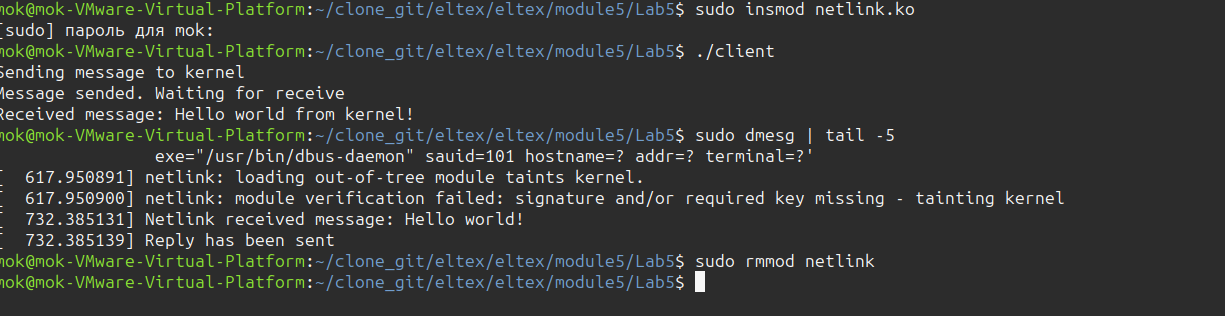 mok@mok-VMware-Virtual-Platform:~/clone_git/eltex/eltex/module5/Lab5$ sudo insmod netlink.ko
[sudo] пароль для mok:
mok@mok-VMware-Virtual-Platform:~/clone_git/eltex/eltex/module5/Lab5$ ./client
Sending message to kernel
Message sended. Waiting for receive
Received message: Hello world from kernel!
mok@mok-VMware-Virtual-Platform:~/clone_git/eltex/eltex/module5/Lab5$ sudo dmesg | tail -5
exe="/usr/bin/dbus-daemon" sauid=101 hostname=? addr=? terminal=?'
[  617.950891] netlink: loading out-of-tree module taints kernel.
[  617.950900] netlink: module verification failed: signature and/or required key missing - tainting kernel
[  732.385131] Netlink received message: Hello world!
[  732.385139] Reply has been sent
mok@mok-VMware-Virtual-Platform:~/clone_git/eltex/eltex/module5/Lab5$ sudo rmmod netlink
mok@mok-VMware-Virtual-Platform:~/clone_git/eltex/eltex/module5/Lab5$